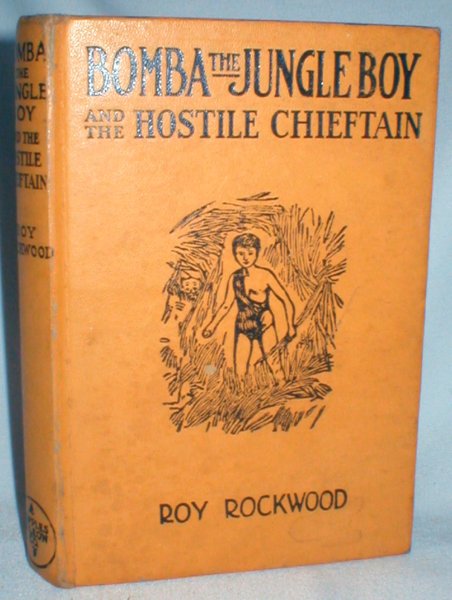 BOMBA THE JUNGLE BOY
AND THE HOSTILE CHIEFTAIN
ROY ROCKWOOD
BOMBA
THE
JUNGLE
BOY
AND THE
HOSTILE
CHIEFTAIN
ROY
ROCKWOOD